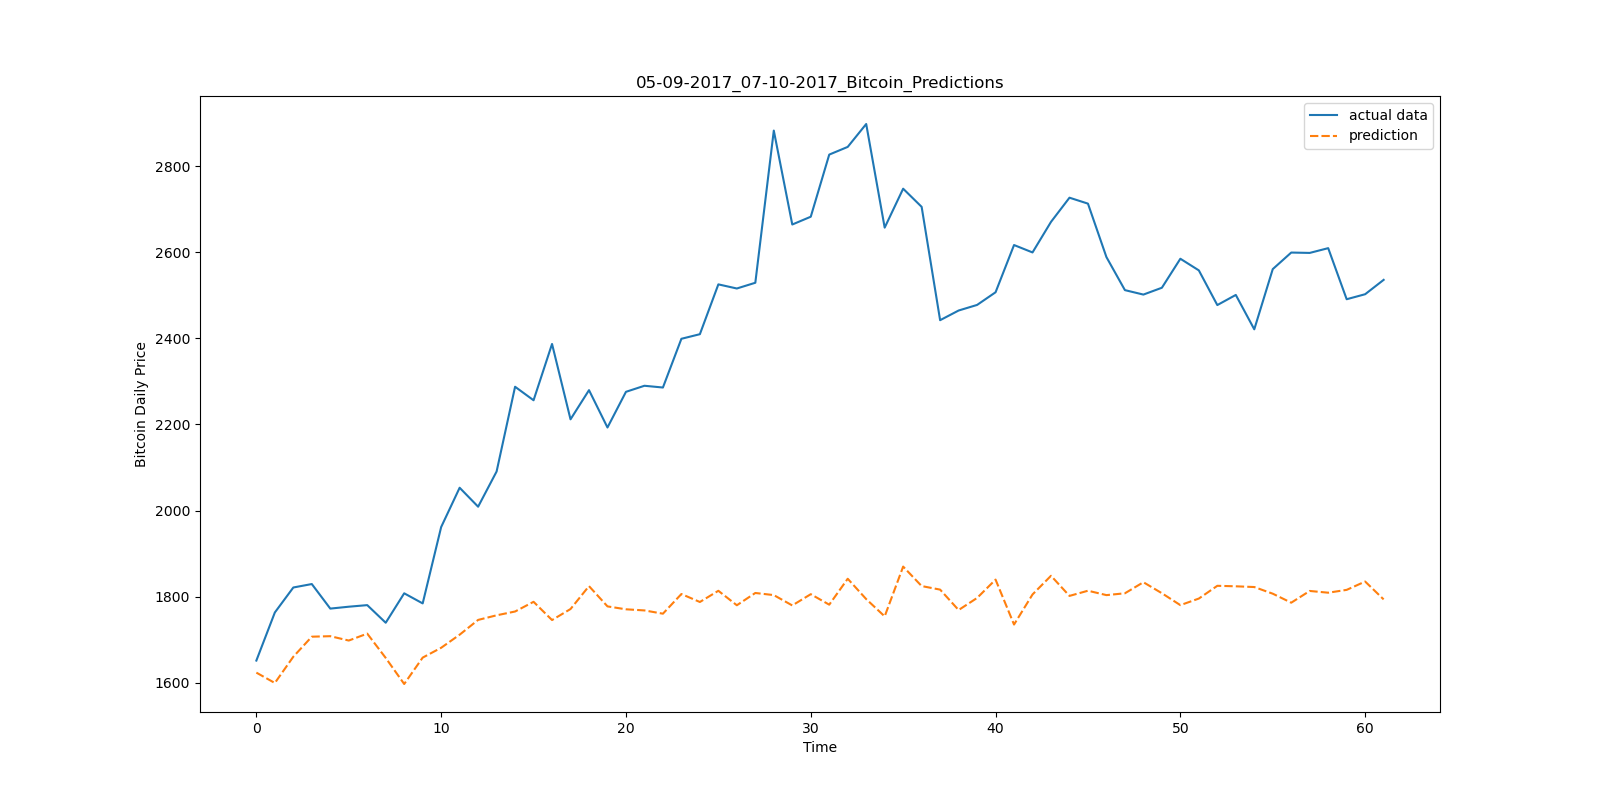 05-09-2017_07-10-2017_Bitcoin_Predictions
actual data
prediction
Bitcoin Daily Price
2800
2600
2400
2200
2000
1800
1600
0 10 20 30 40 50 60
Time